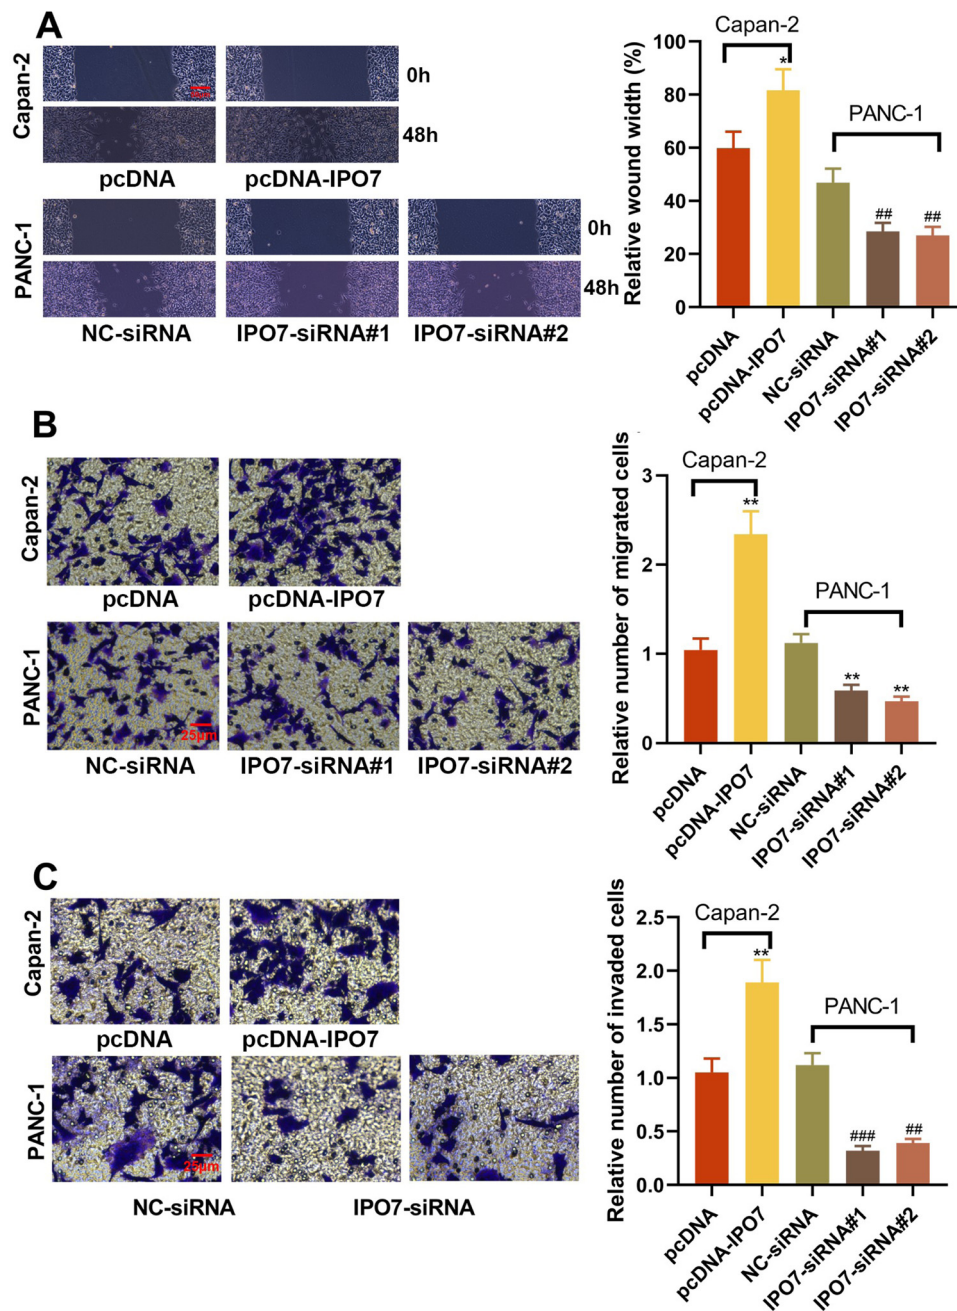 A
Capan-2
0h
48h
pcDNA
pcDNA-IPO7
PANC-1
0h
48h
NC-siRNA
IPO7-siRNA#1
IPO7-siRNA#2
Relative wound width (%)
100
80
60
40
20
0
Capan-2
*
PANC-1
##
##
pcDNA
pcDNA-IPO7
NC-siRNA
IPO7-siRNA#1
IPO7-siRNA#2
B
Capan-2
pcDNA
pcDNA-IPO7
PANC-1
25μm
NC-siRNA
IPO7-siRNA#1
IPO7-siRNA#2
Relative number of migrated cells
3
2
1
0
Capan-2
**
PANC-1
**
**
pcDNA
pcDNA-IPO7
NC-siRNA
IPO7-siRNA#1
IPO7-siRNA#2
C
Capan-2
pcDNA
pcDNA-IPO7
PANC-1
25μm
NC-siRNA
IPO7-siRNA
Relative number of invaded cells
2.5
2.0
1.5
1.0
0.5
0.0
Capan-2
**
PANC-1
###
##
pcDNA
pcDNA-IPO7
NC-siRNA
IPO7-siRNA#1
IPO7-siRNA#2